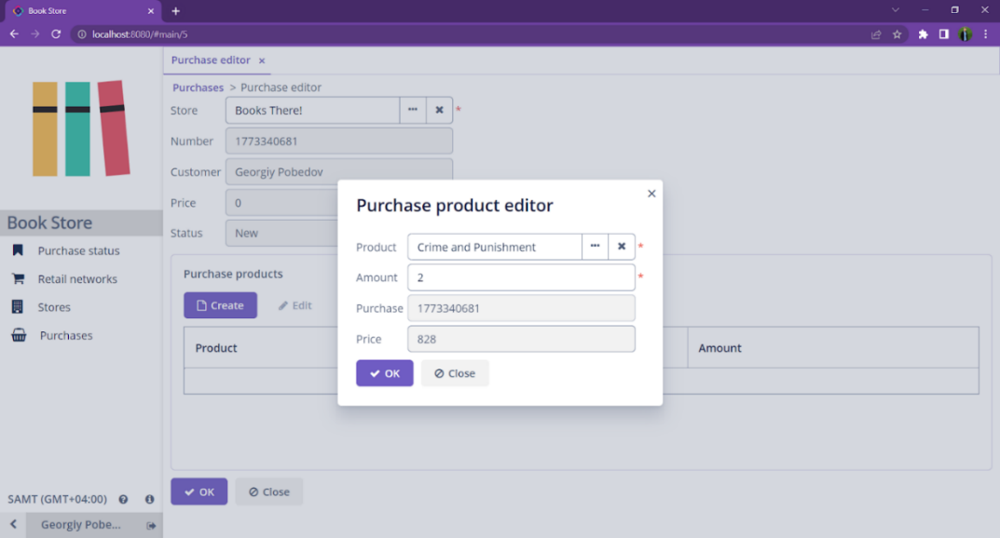 Book Store
localhost:8080/#main/5
Purchase editor
Purchases > Purchase editor
Store Books There! *
Number 1773340681
Customer Georgiy Pobedov
Price 0
Status New
Book Store
Purchase status
Retail networks
Stores
Purchases
Purchase products
Create Edit
Product Amount
OK Close
Purchase product editor
Product Crime and Punishment *
Amount 2 *
Purchase 1773340681
Price 828
OK Close
SAMT (GMT+04:00)
Georgiy Pobe...